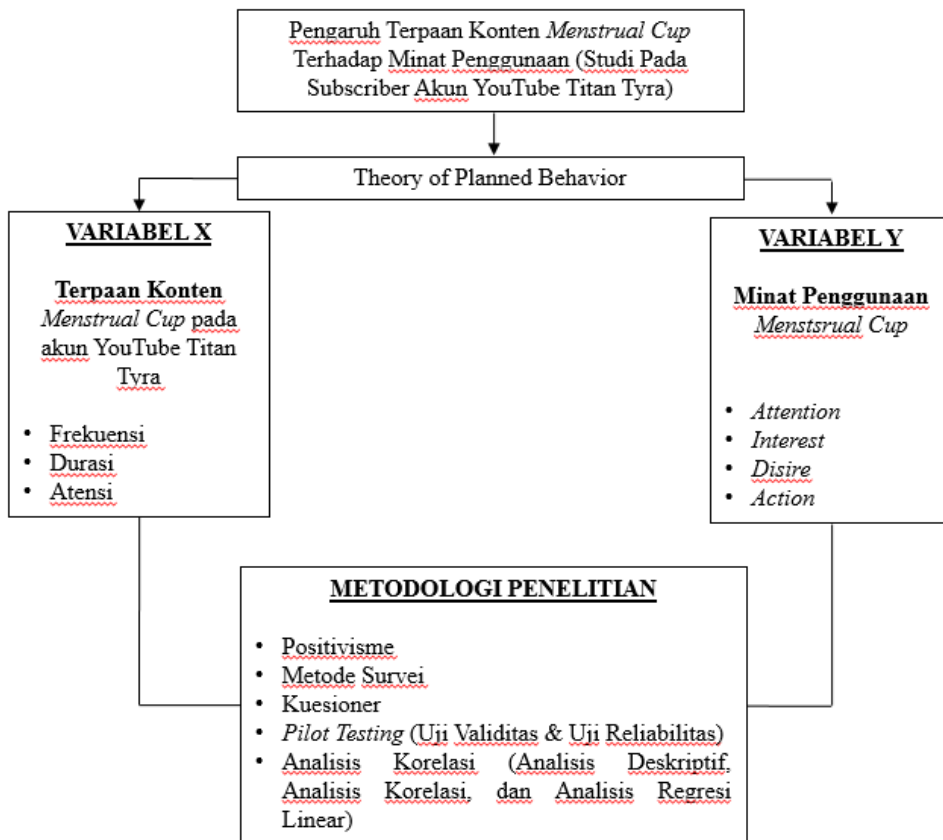 Pengaruh Terpaan Konten Menstrual Cup
Terhadap Minat Penggunaan (Studi Pada
Subscriber Akun YouTube Titan Tyra)
Theory of Planned Behavior
VARIABEL X
Terpaan Konten
Menstrual Cup pada
akun YouTube Titan
Tyra
• Frekuensi
• Durasi
• Atensi
VARIABEL Y
Minat Penggunaan
Menstsrual Cup
• Attention
• Interest
• Disire
• Action
METODOLOGI PENELITIAN
• Positivisme
• Metode Survei
• Kuesioner
• Pilot Testing (Uji Validitas & Uji Reliabilitas)
• Analisis Korelasi (Analisis Deskriptif,
Analisis Korelasi, dan Analisis Regresi
Linear)